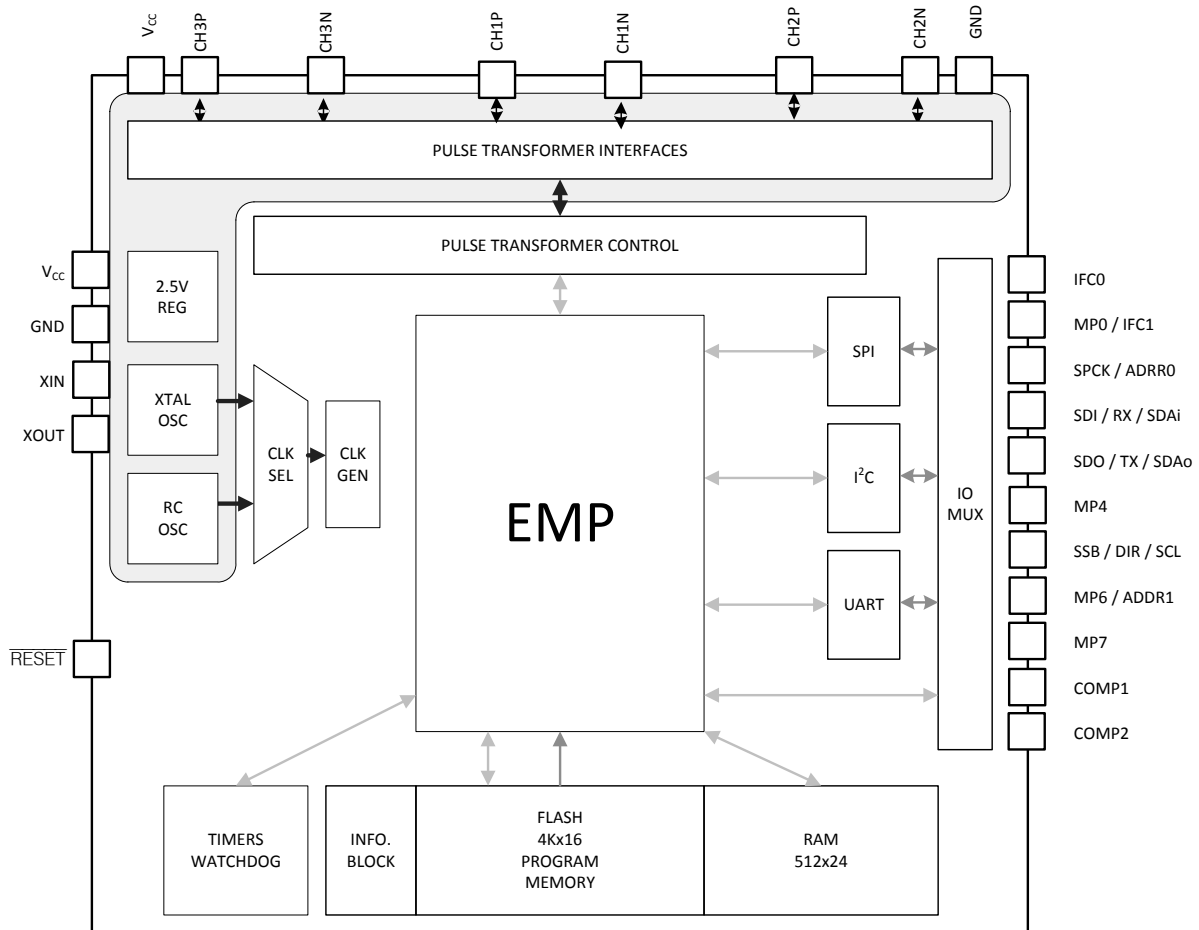 VCC
CH3P
CH3N
CH1P
CH1N
CH2P
CH2N
GND
PULSE TRANSFORMER INTERFACES
PULSE TRANSFORMER CONTROL
VCC
GND
XIN
XOUT
RESET
2.5V
REG
XTAL
OSC
RC
OSC
CLK
SEL
CLK
GEN
EMP
SPI
I²C
UART
IO
MUX
IFC0
MP0 / IFC1
SPCK / ADRR0
SDI / RX / SDAi
SDO / TX / SDAo
MP4
SSB / DIR / SCL
MP6 / ADDR1
MP7
COMP1
COMP2
TIMERS
WATCHDOG
INFO.
BLOCK
FLASH
4Kx16
PROGRAM
MEMORY
RAM
512x24